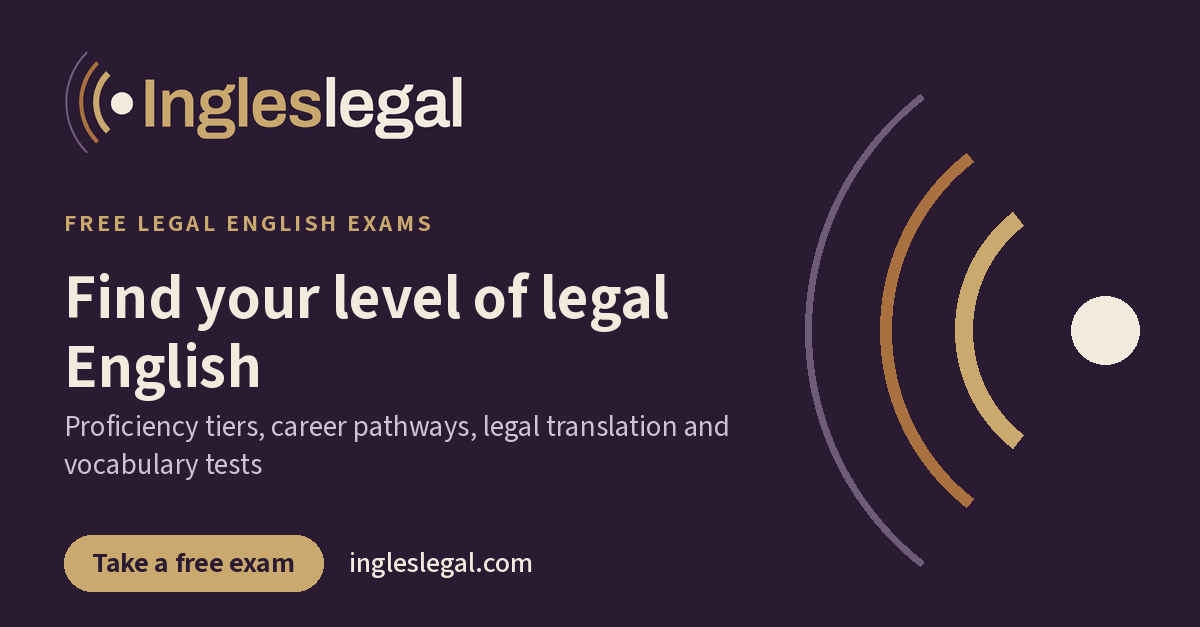 Ingleslegal
FREE LEGAL ENGLISH EXAMS
Find your level of legal
English
Proficiency tiers, career pathways, legal translation and
vocabulary tests
Take a free exam
ingleslegal.com